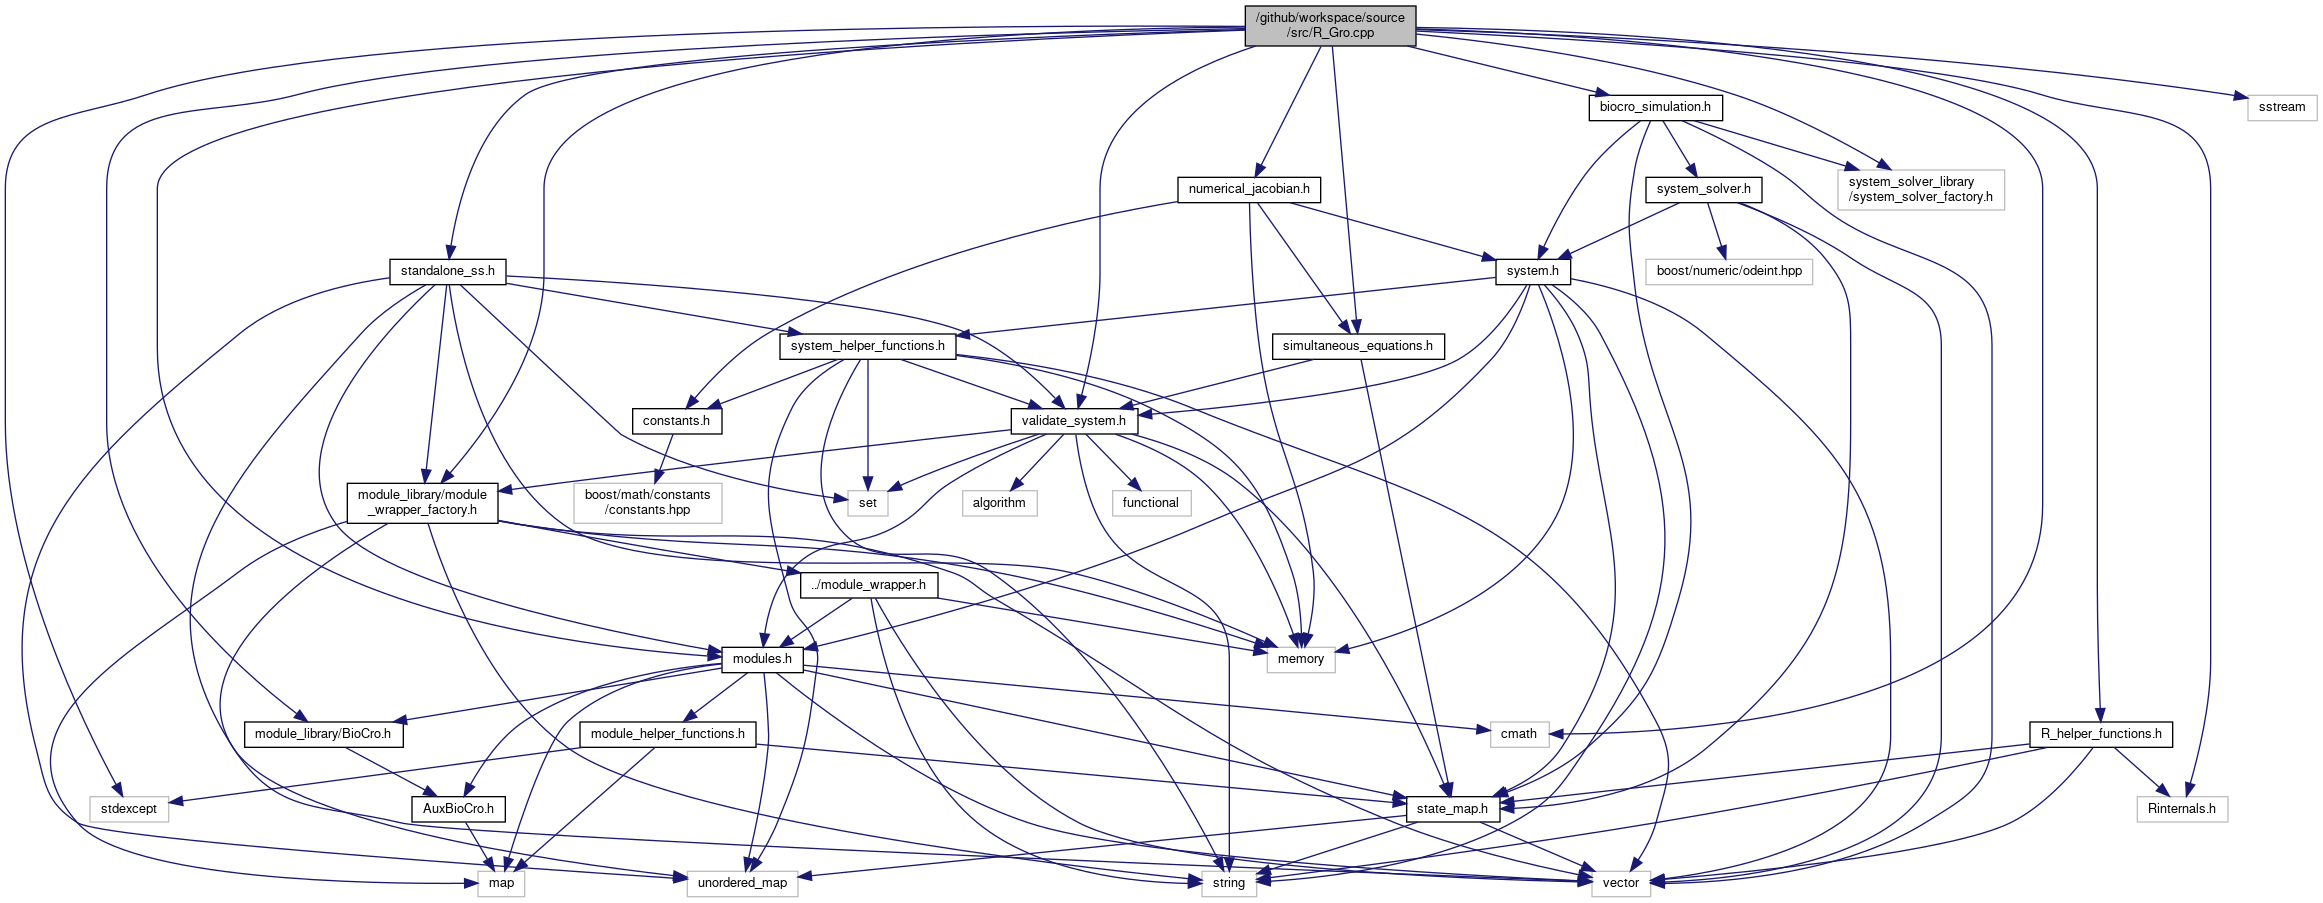 /github/workspace/source
/src/R_Gro.cpp
biocro_simulation.h
sstream
numerical_jacobian.h
system_solver.h
system_solver_library
/system_solver_factory.h
standalone_ss.h
system.h
boost/numeric/odeint.hpp
system_helper_functions.h
simultaneous_equations.h
constants.h
validate_system.h
module_library/module
_wrapper_factory.h
boost/math/constants
/constants.hpp
set
algorithm
functional
../module_wrapper.h
modules.h
memory
module_library/BioCro.h
module_helper_functions.h
cmath
R_helper_functions.h
stdexcept
AuxBioCro.h
state_map.h
Rinternals.h
map
unordered_map
string
vector